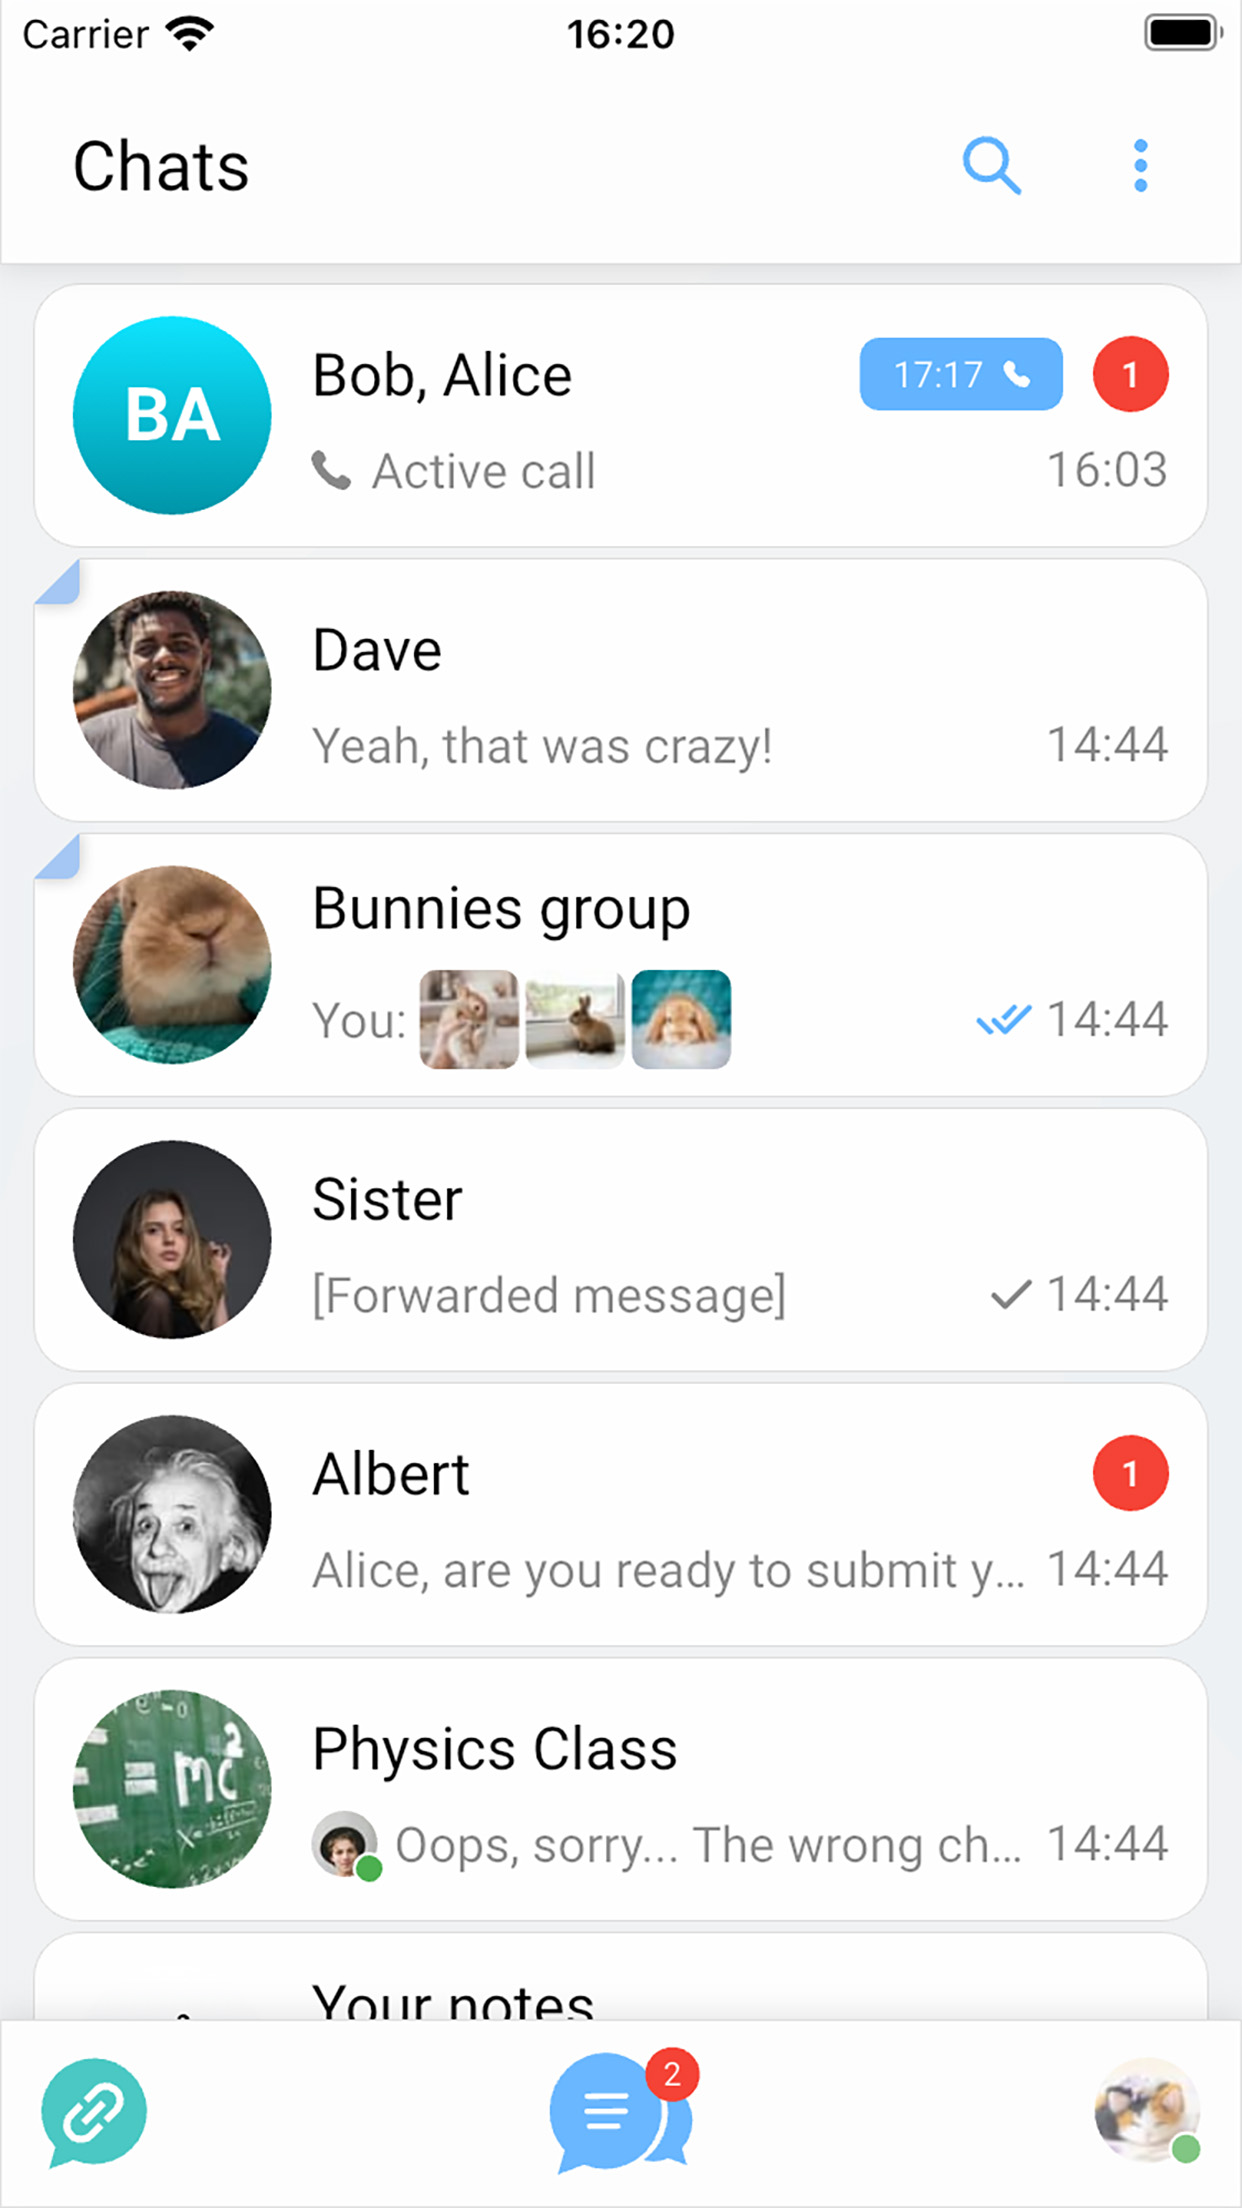 Carrier 16:20
Chats
BA
Bob, Alice 17:17 1
Active call 16:03
Dave
Yeah, that was crazy! 14:44
Bunnies group
You: 14:44
Sister
[Forwarded message] 14:44
Albert 1
Alice, are you ready to submit y... 14:44
= mc2
Physics Class
Oops, sorry... The wrong ch... 14:44
Your notes
2